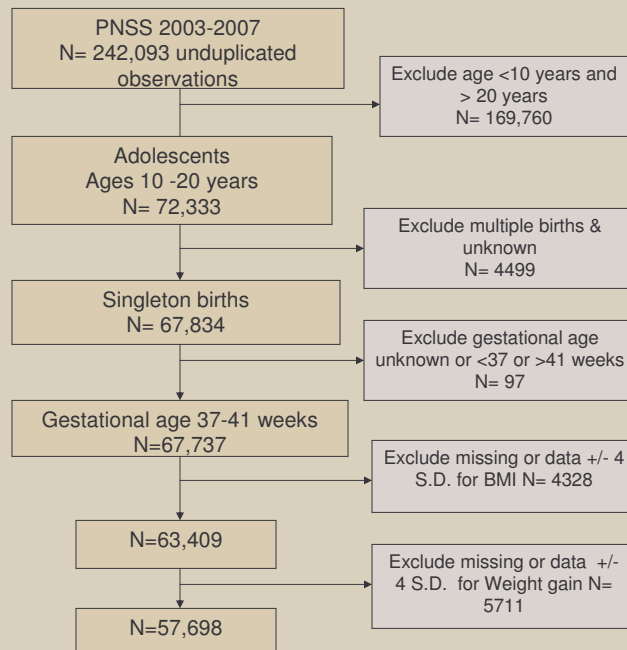 PNSS 2003-2007
N= 242,093 unduplicated
observations
Exclude age <10 years and
> 20 years
N= 169,760
Adolescents
Ages 10 -20 years
N= 72,333
Exclude multiple births &
unknown
N= 4499
Singleton births
N= 67,834
Exclude gestational age
unknown or <37 or >41 weeks
N= 97
Gestational age 37-41 weeks
N=67,737
Exclude missing or data +/- 4
S.D. for BMI N= 4328
N=63,409
Exclude missing or data +/-
4 S.D. for Weight gain N=
5711
N=57,698